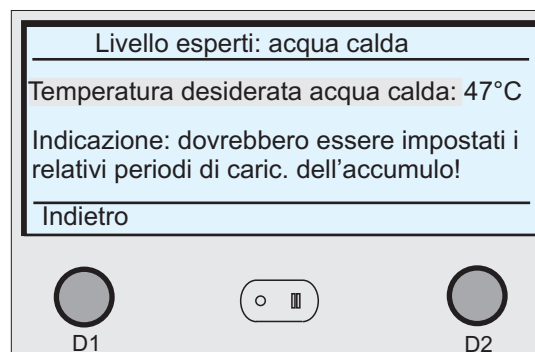 Livello esperti: acqua calda
Temperatura desiderata acqua calda: 47°C
Indicazione: dovrebbero essere impostati i
relativi periodi di caric. dell'accumulo!
Indietro
D1 D2